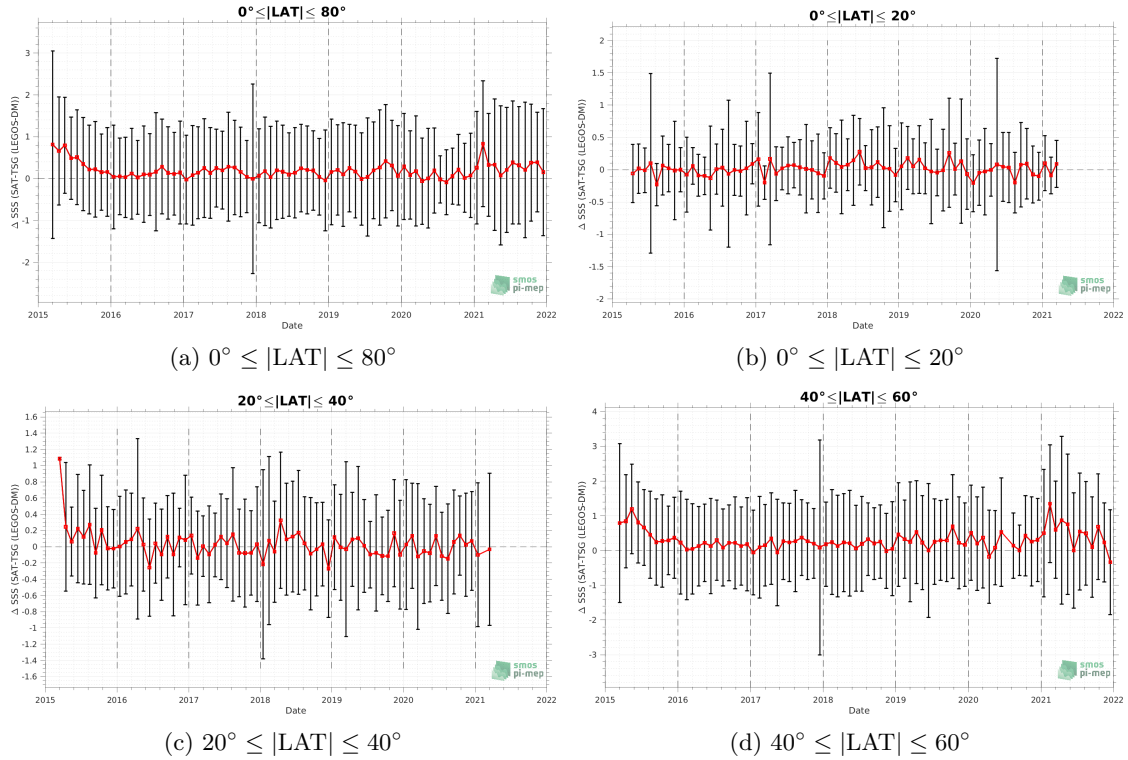 0°≤|LAT|≤ 80°
Δ SSS (SAT-TSG (LEGOS-DM))
3
2
1
0
-1
-2
2015 2016 2017 2018 2019 2020 2021 2022
Date
smos
pi-mep
(a) 0° ≤ |LAT| ≤ 80°
0°≤|LAT|≤ 20°
Δ SSS (SAT-TSG (LEGOS-DM))
2
1.5
1
0.5
0
-0.5
-1
-1.5
-2
2015 2016 2017 2018 2019 2020 2021 2022
Date
smos
pi-mep
(b) 0° ≤ |LAT| ≤ 20°
20°≤|LAT|≤ 40°
Δ SSS (SAT-TSG (LEGOS-DM))
1.6
1.4
1.2
1
0.8
0.6
0.4
0.2
0
-0.2
-0.4
-0.6
-0.8
-1
-1.2
-1.4
-1.6
2015 2016 2017 2018 2019 2020 2021 2022
Date
smos
pi-mep
(c) 20° ≤ |LAT| ≤ 40°
40°≤|LAT|≤ 60°
Δ SSS (SAT-TSG (LEGOS-DM))
4
3
2
1
0
-1
-2
-3
2015 2016 2017 2018 2019 2020 2021 2022
Date
smos
pi-mep
(d) 40° ≤ |LAT| ≤ 60°